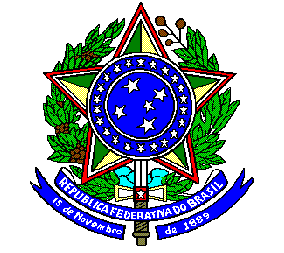 REPUBLICA FEDERATIVA DO BRASIL
15 de Novembro de 1889